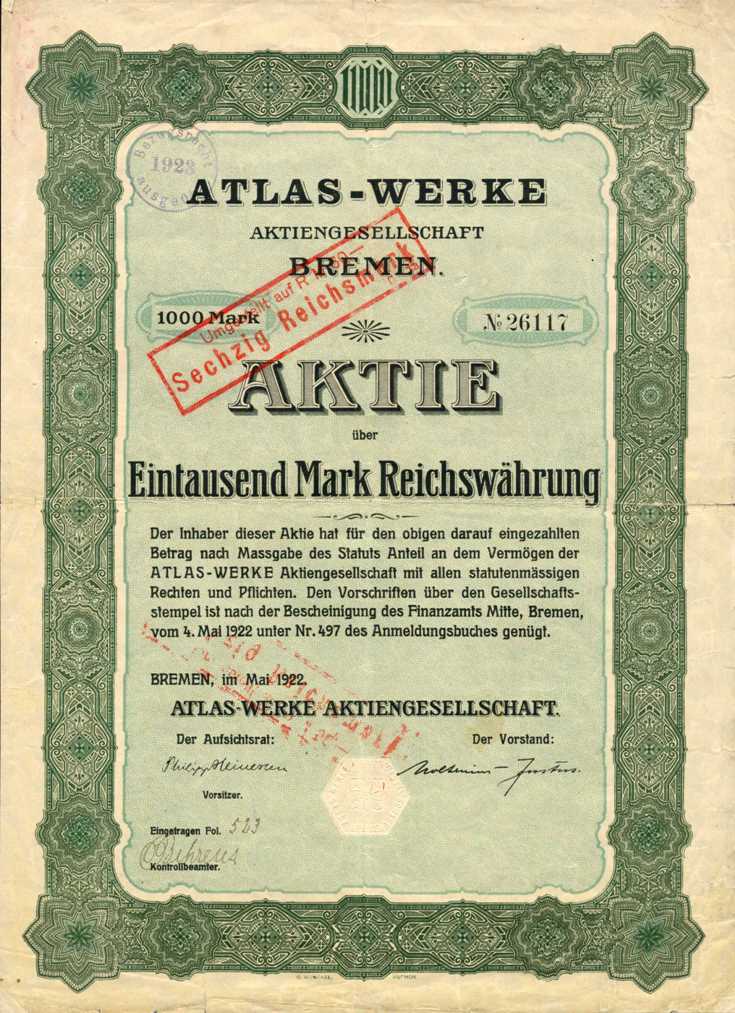 1000
1923
ATLAS-WERKE
AKTIENGESELLSCHAFT
BREMEN.
Umgestellt auf R.M. 60
Sechzig Reichsmark
1000 Mark
№ 26117
AKTIE
über
Eintausend Mark Reichswährung
Der Inhaber dieser Aktie hat für den obigen darauf eingezahlten
Betrag nach Massgabe des Statuts Anteil an dem Vermögen der
ATLAS-WERKE Aktiengesellschaft mit allen statutenmässigen
Rechten und Pflichten. Den Vorschriften über den Gesellschafts-
stempel ist nach der Bescheinigung des Finanzamts Mitte, Bremen,
vom 4. Mai 1922 unter Nr. 497 des Anmeldungsbuches genügt.
BREMEN, im Mai 1922.
ATLAS-WERKE AKTIENGESELLSCHAFT.
Der Aufsichtsrat:
Der Vorstand:
Philipp Heineken
Vorsitzer.
Eingetragen Fol. 523
Behrens
Kontrollbeamter.